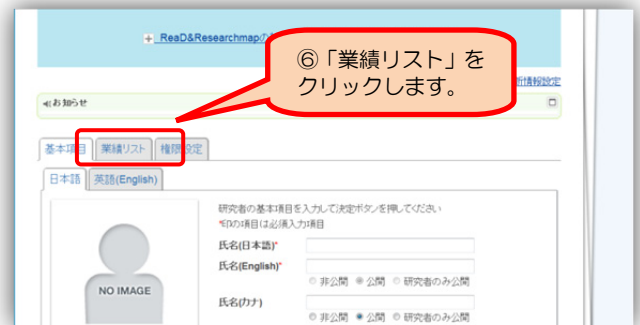 ReaD&Researchmapの
⑥「業績リスト」を
クリックします。
情報設定
お知らせ
基本項目 業績リスト 権限設定
日本語 英語(English)
研究者の基本項目を入力して決定ボタンを押してください
*印の項目は必須入力項目
氏名(日本語)*
氏名(English)*
非公開 公開 研究者のみ公開
NO IMAGE
氏名(カナ)
非公開 公開 研究者のみ公開